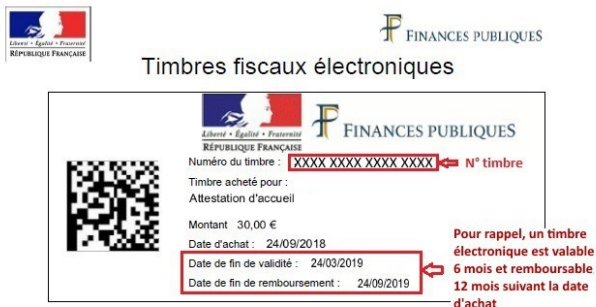 Liberté • Égalité • Fraternité
RÉPUBLIQUE FRANÇAISE
FINANCES PUBLIQUES
Timbres fiscaux électroniques
Liberté • Égalité • Fraternité
RÉPUBLIQUE FRANÇAISE
FINANCES PUBLIQUES
Numéro du timbre : XXXX XXXX XXXX XXXX N° timbre
Timbre acheté pour :
Attestation d'accueil
Montant 30,00 €
Date d'achat : 24/09/2018
Date de fin de validité : 24/03/2019
Date de fin de remboursement : 24/09/2019
Pour rappel, un timbre
électronique est valable
6 mois et remboursable
12 mois suivant la date
d'achat